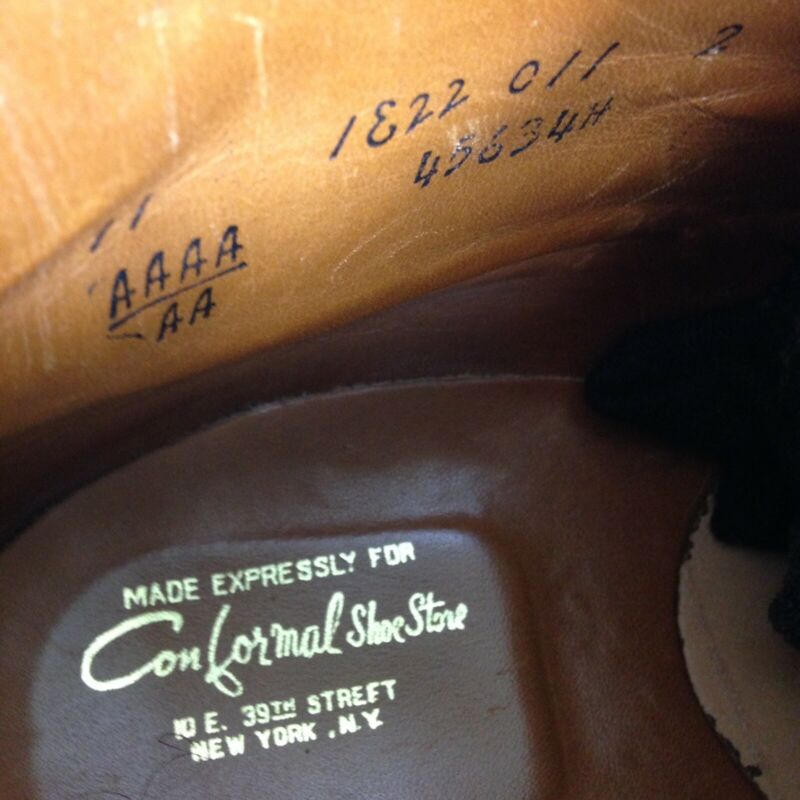 1E22 011 2
45634H
11
AAAA
AA
MADE EXPRESSLY FOR
Conformal Shoe Store
10 E. 39TH STREET
NEW YORK, N.Y.